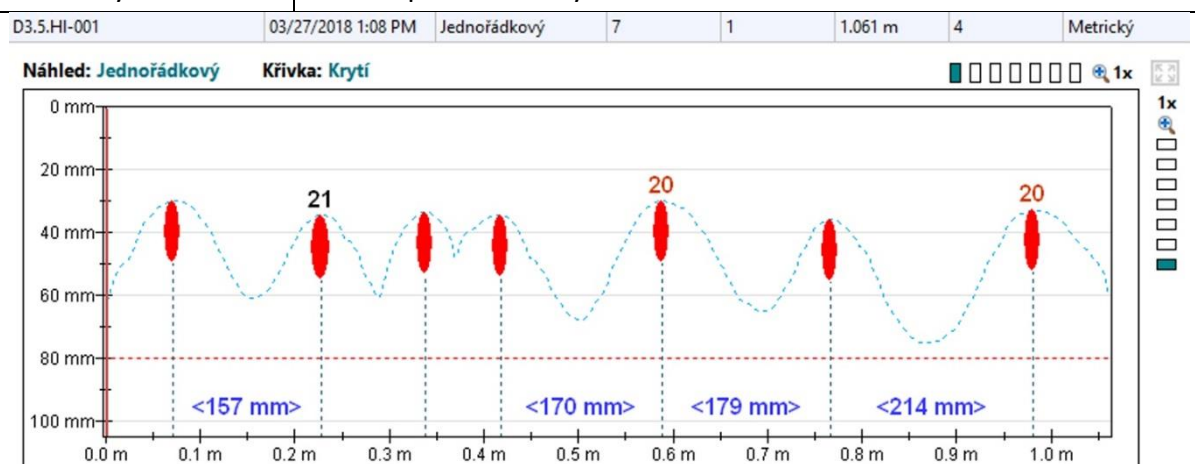 D3.5.HI-001 03/27/2018 1:08 PM Jednořádkový 7 1 1.061 m 4 Metrický
Náhled: Jednořádkový Křivka: Krytí 1x
1x
0 mm
20 mm
40 mm
60 mm
80 mm
100 mm
21 20 20
<157 mm> <170 mm> <179 mm> <214 mm>
0.0 m 0.1 m 0.2 m 0.3 m 0.4 m 0.5 m 0.6 m 0.7 m 0.8 m 0.9 m 1.0 m